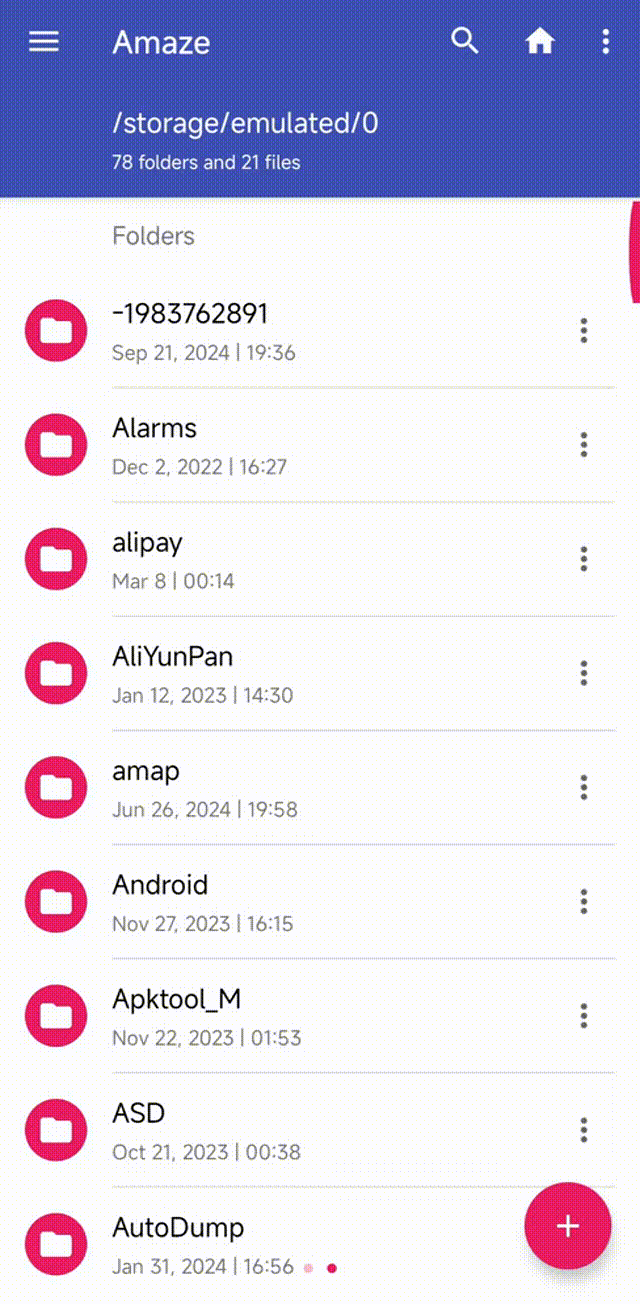 Amaze
/storage/emulated/0
78 folders and 21 files
Folders
-1983762891
Sep 21, 2024 | 19:36
Alarms
Dec 2, 2022 | 16:27
alipay
Mar 8 | 00:14
AliYunPan
Jan 12, 2023 | 14:30
amap
Jun 26, 2024 | 19:58
Android
Nov 27, 2023 | 16:15
Apktool_M
Nov 22, 2023 | 01:53
ASD
Oct 21, 2023 | 00:38
AutoDump
Jan 31, 2024 | 16:56